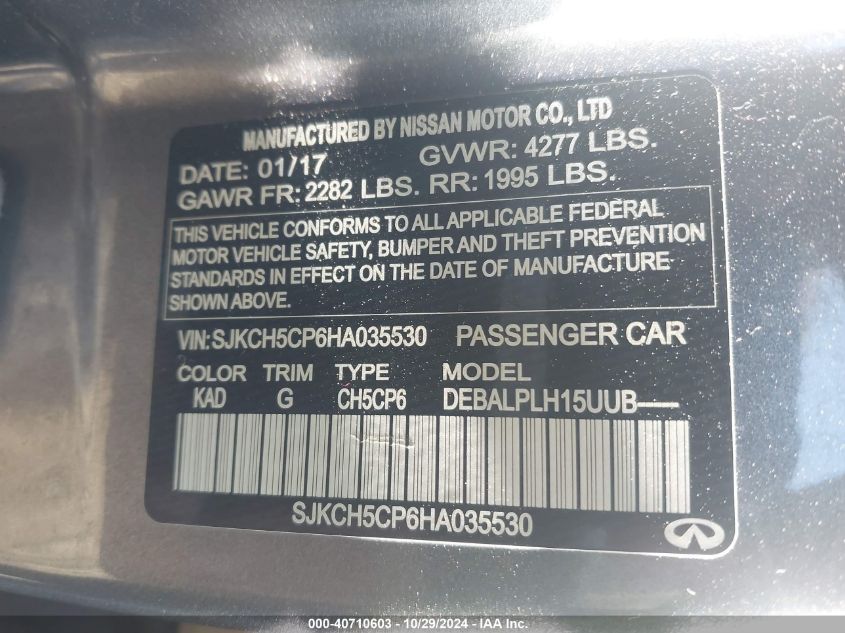 MANUFACTURED BY NISSAN MOTOR CO., LTD
DATE: 01/17 GVWR: 4277 LBS.
GAWR FR: 2282 LBS. RR: 1995 LBS.
THIS VEHICLE CONFORMS TO ALL APPLICABLE FEDERAL
MOTOR VEHICLE SAFETY, BUMPER AND THEFT PREVENTION
STANDARDS IN EFFECT ON THE DATE OF MANUFACTURE
SHOWN ABOVE.
VIN: SJKCH5CP6HA035530 PASSENGER CAR
COLOR TRIM TYPE MODEL
KAD G CH5CP6 DEBALPLH15UUB-----
SJKCH5CP6HA035530
000-40710603 • 10/29/2024 - IAA Inc.